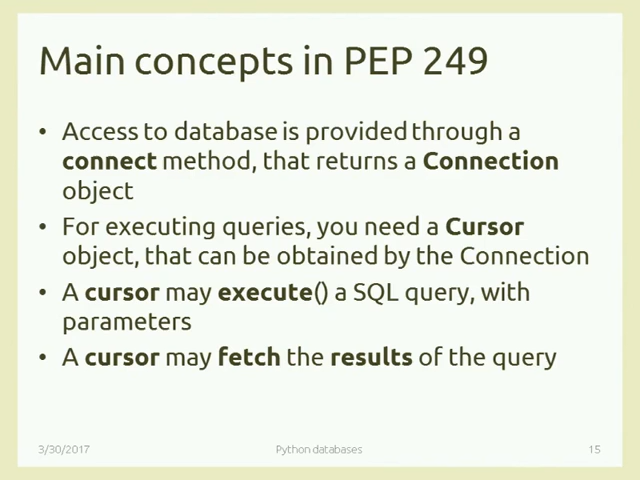 Main concepts in PEP 249
• Access to database is provided through a
connect method, that returns a Connection
object
• For executing queries, you need a Cursor
object, that can be obtained by the Connection
• A cursor may execute() a SQL query, with
parameters
• A cursor may fetch the results of the query
3/30/2017 Python databases 15